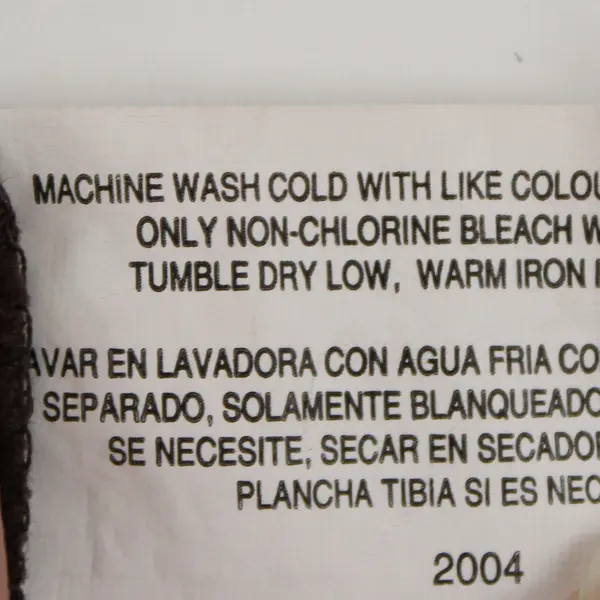 MACHINE WASH COLD WITH LIKE COLOU
ONLY NON-CHLORINE BLEACH W
TUMBLE DRY LOW, WARM IRON
AVAR EN LAVADORA CON AGUA FRIA CO
SEPARADO, SOLAMENTE BLANQUEADO
SE NECESITE, SECAR EN SECADO
PLANCHA TIBIA SI ES NEC
2004